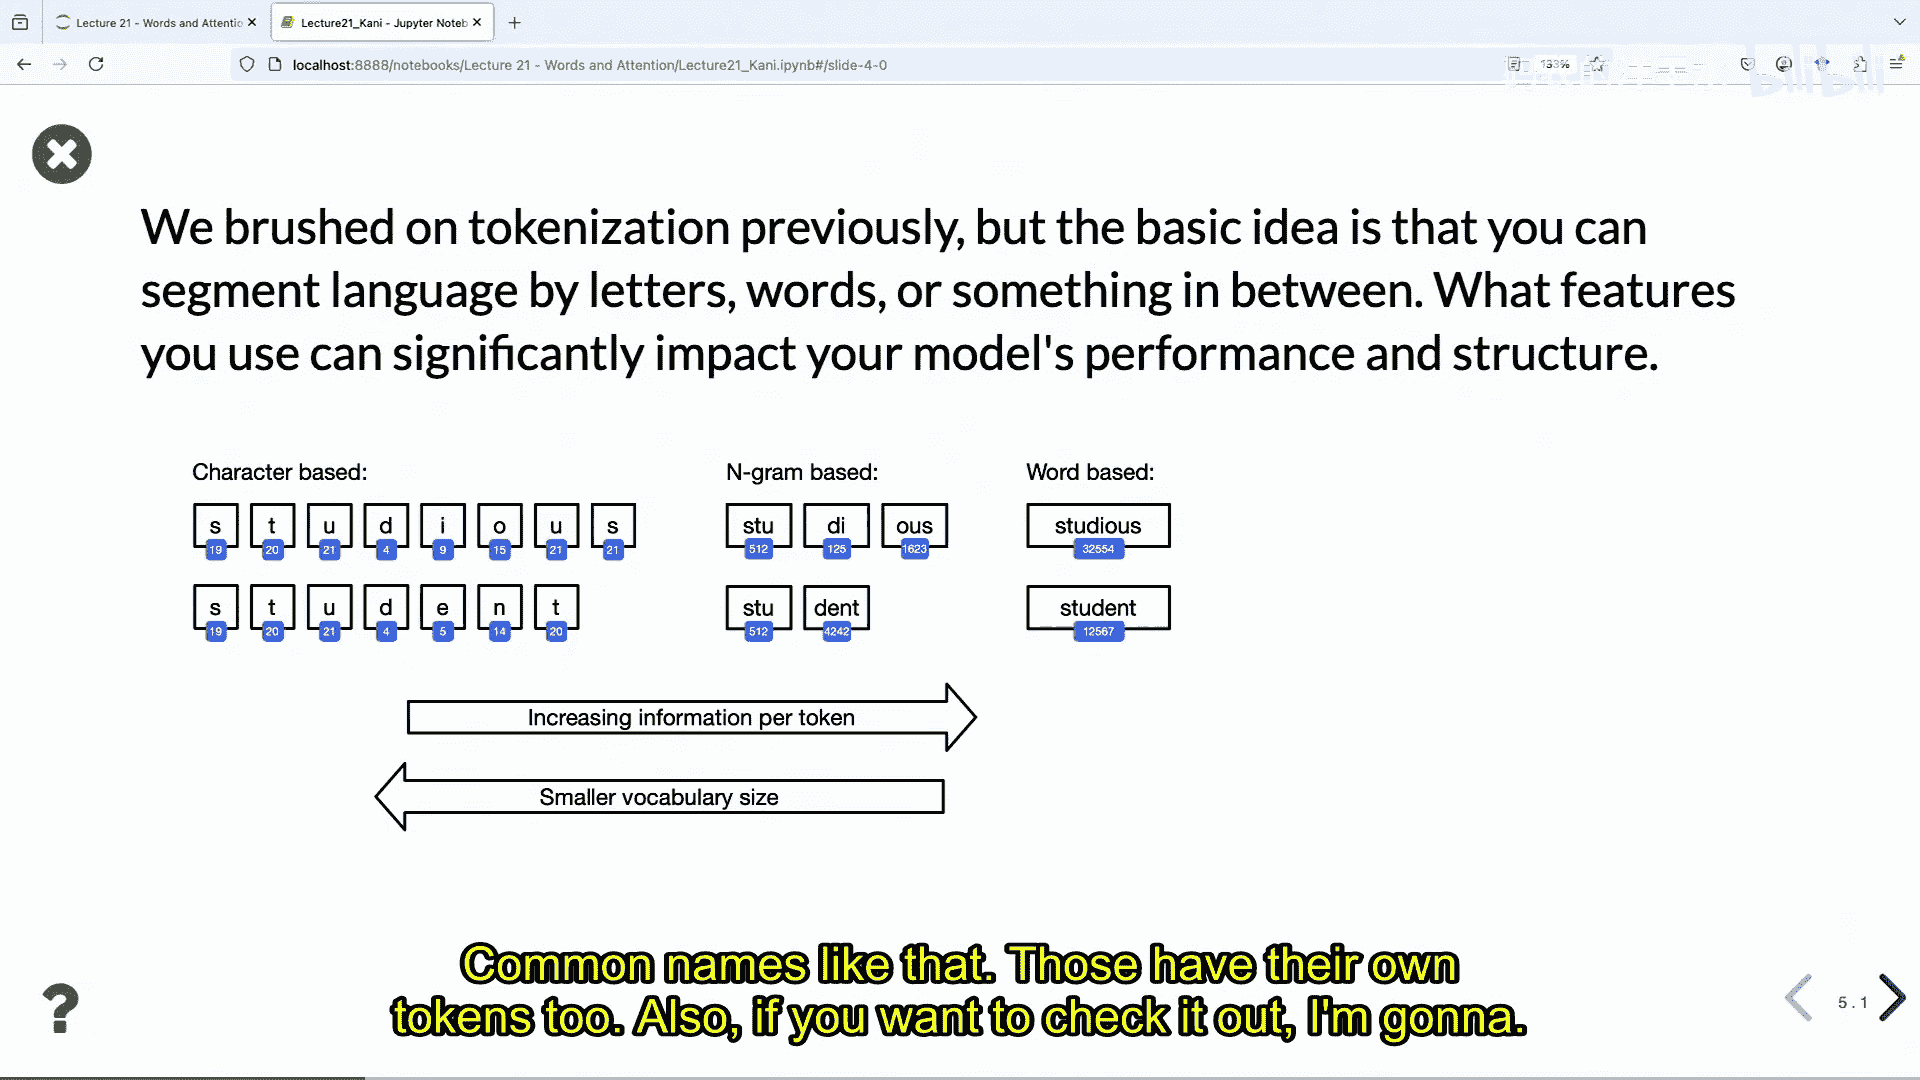 Lecture 21 - Words and Attentio
Lecture21_Kani - Jupyter Noteb
localhost:8888/notebooks/Lecture 21 - Words and Attention/Lecture21_Kani.ipynb#/slide-4-0
133%
We brushed on tokenization previously, but the basic idea is that you can
segment language by letters, words, or something in between. What features
you use can significantly impact your model's performance and structure.
Character based:
N-gram based:
Word based:
s t u d i o u s
19 20 21 4 9 15 21 21
stu di ous
512 125 1623
studious
32554
s t u d e n t
19 20 21 4 5 14 20
stu dent
512 4242
student
12567
Increasing information per token
Smaller vocabulary size
Common names like that. Those have their own
tokens too. Also, if you want to check it out, I'm gonna.
?
5.1